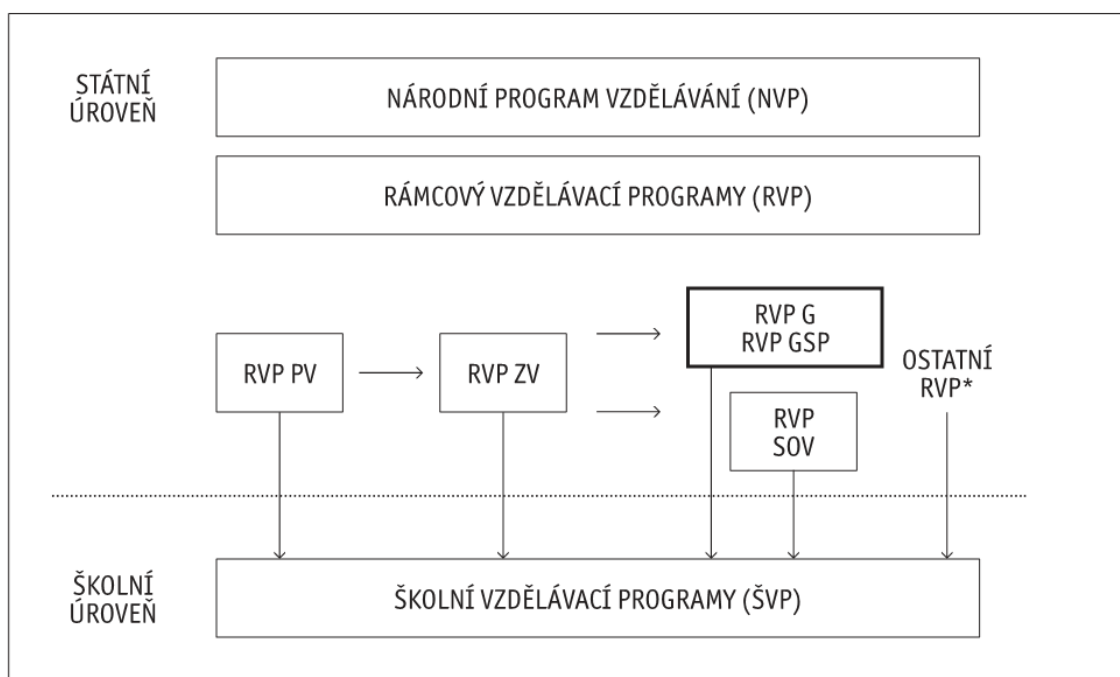 STÁTNÍ
ÚROVEŇ
NÁRODNÍ PROGRAM VZDĚLÁVÁNÍ (NVP)
RÁMCOVÝ VZDĚLÁVACÍ PROGRAMY (RVP)
RVP PV
RVP ZV
RVP G
RVP GSP
RVP
SOV
OSTATNÍ
RVP*
ŠKOLNÍ
ÚROVEŇ
ŠKOLNÍ VZDĚLÁVACÍ PROGRAMY (ŠVP)